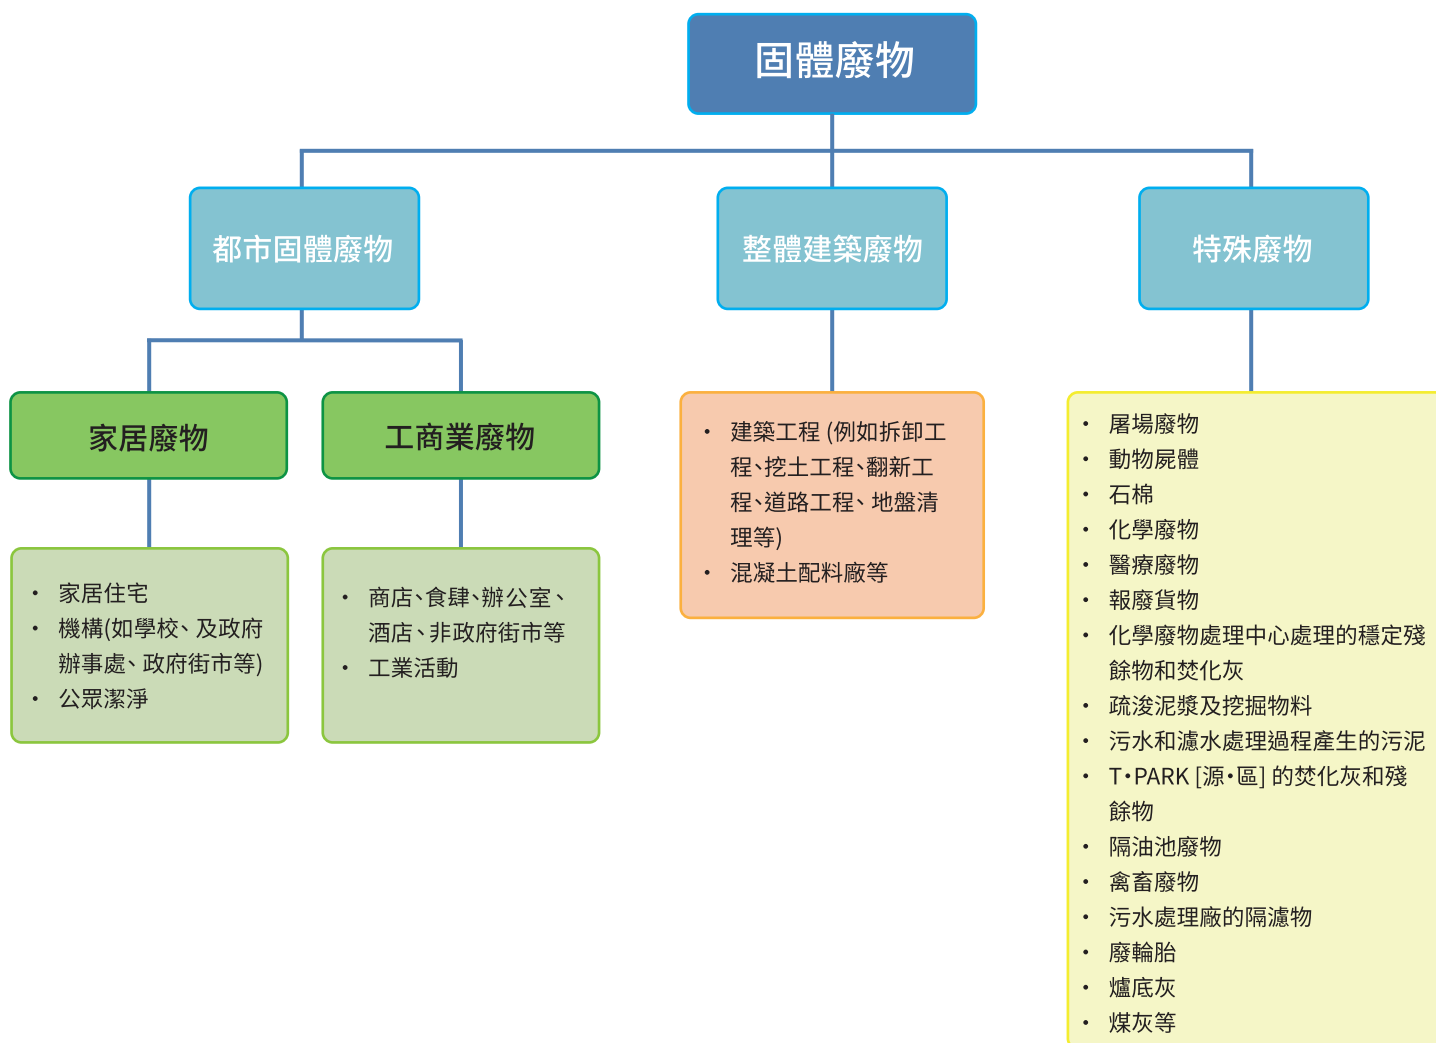 固體廢物
都市固體廢物
整體建築廢物
特殊廢物
家居廢物
工商業廢物
• 家居住宅
• 機構(如學校、及政府
辦事處、政府街市等)
• 公眾潔淨
• 商店、食肆、辦公室、
酒店、非政府街市等
• 工業活動
• 建築工程 (例如拆卸工
程、挖土工程、翻新工
程、道路工程、地盤清
理等)
• 混凝土配料廠等
• 屠場廢物
• 動物屍體
• 石棉
• 化學廢物
• 醫療廢物
• 報廢貨物
• 化學廢物處理中心處理的穩定殘
餘物和焚化灰
• 疏浚泥漿及挖掘物料
• 污水和濾水處理過程產生的污泥
• T・PARK [源・區] 的焚化灰和殘
餘物
• 隔油池廢物
• 禽畜廢物
• 污水處理廠的隔濾物
• 廢輪胎
• 爐底灰
• 煤灰等